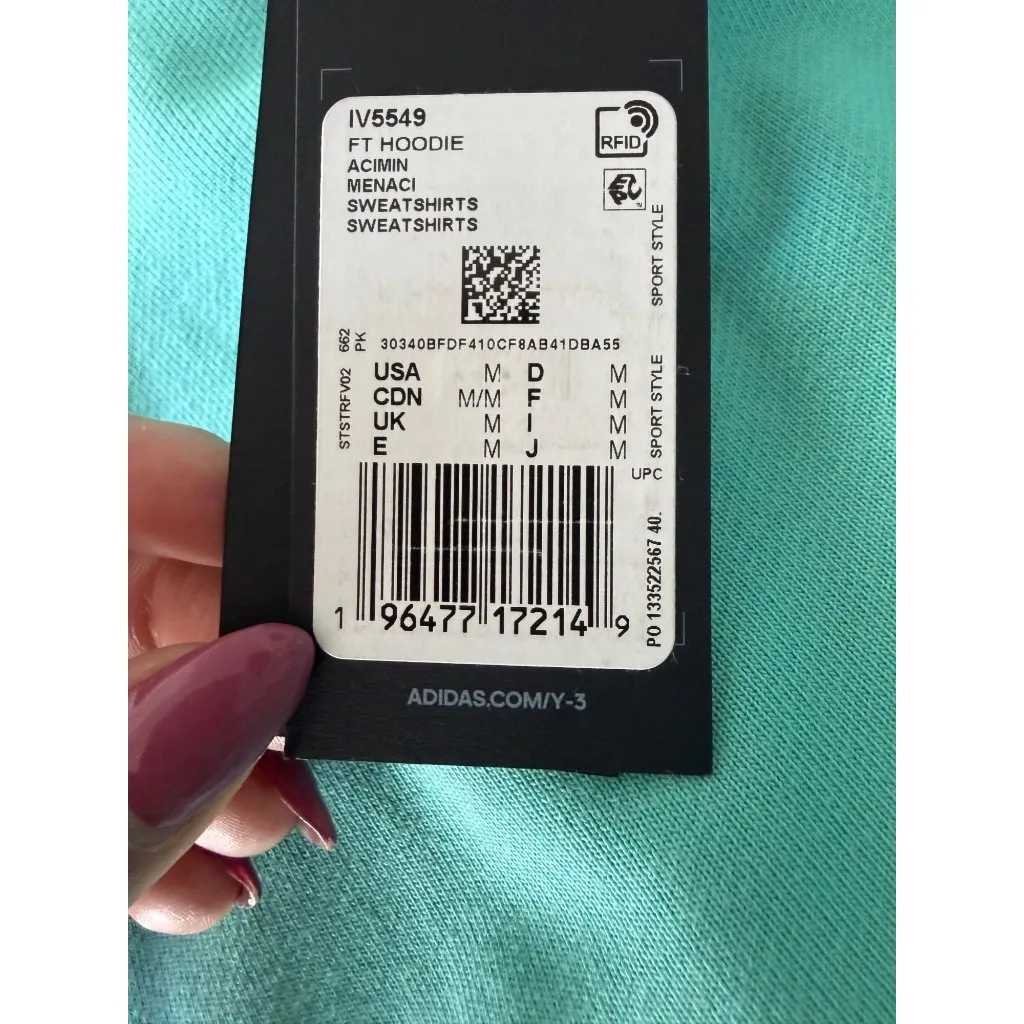 IV5549
FT HOODIE
ACIMIN
MENACI
SWEATSHIRTS
SWEATSHIRTS
RFID
TM
SPORT STYLE
662
PK
30340BFDF410CF8AB41DBA55
STSTRFV02
USA M D M
CDN M/M F M
UK M I M
E M J M
SPORT STYLE
UPC
1 96477 17214 9
PO 133522567 40.
ADIDAS.COM/Y-3